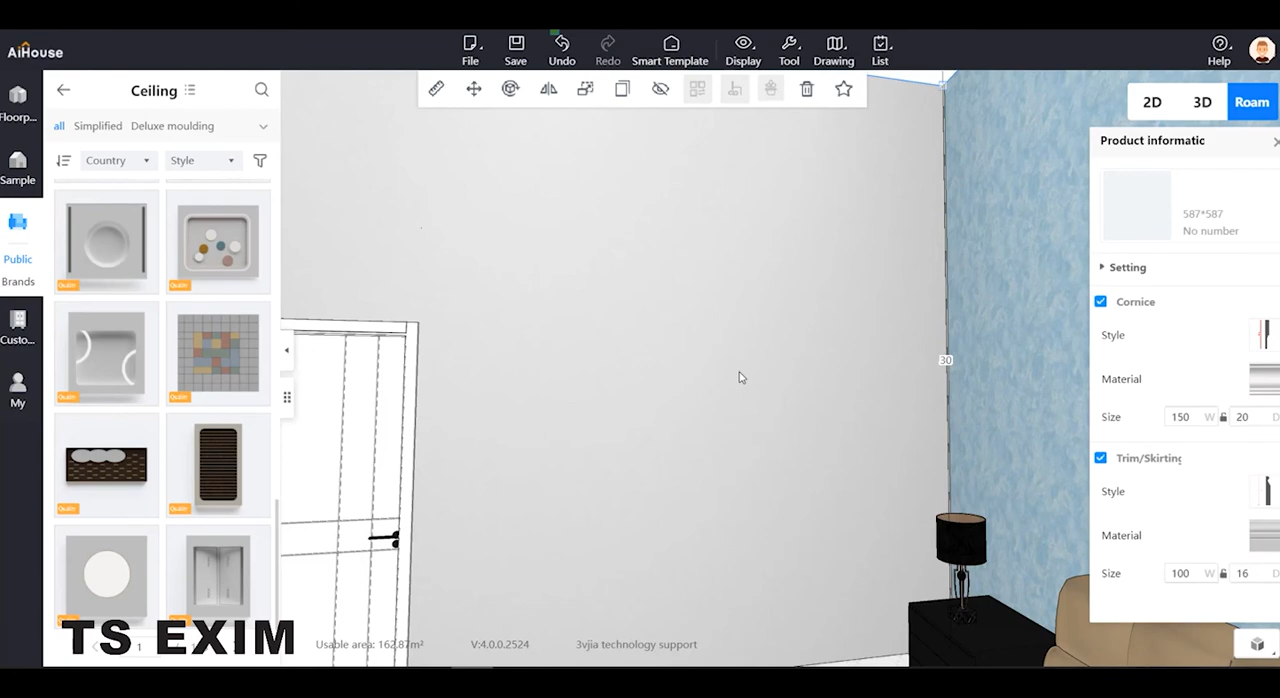 AiHouse
File
Save
Undo
Redo
Smart Template
Display
Tool
Drawing
List
Help
Floorp...
Sample
Public
Brands
Custo...
My
Ceiling
all Simplified Deluxe moulding
Country
Style
2D
3D
Roam
Product informatic
587*587
No number
Setting
Cornice
Style
Material
Size 150 W 20 D
Trim/Skirting
Style
Material
Size 100 W 16 D
30
1
TS EXIM
Usable area: 162.87m²
V:4.0.0.2524
3vjia technology support